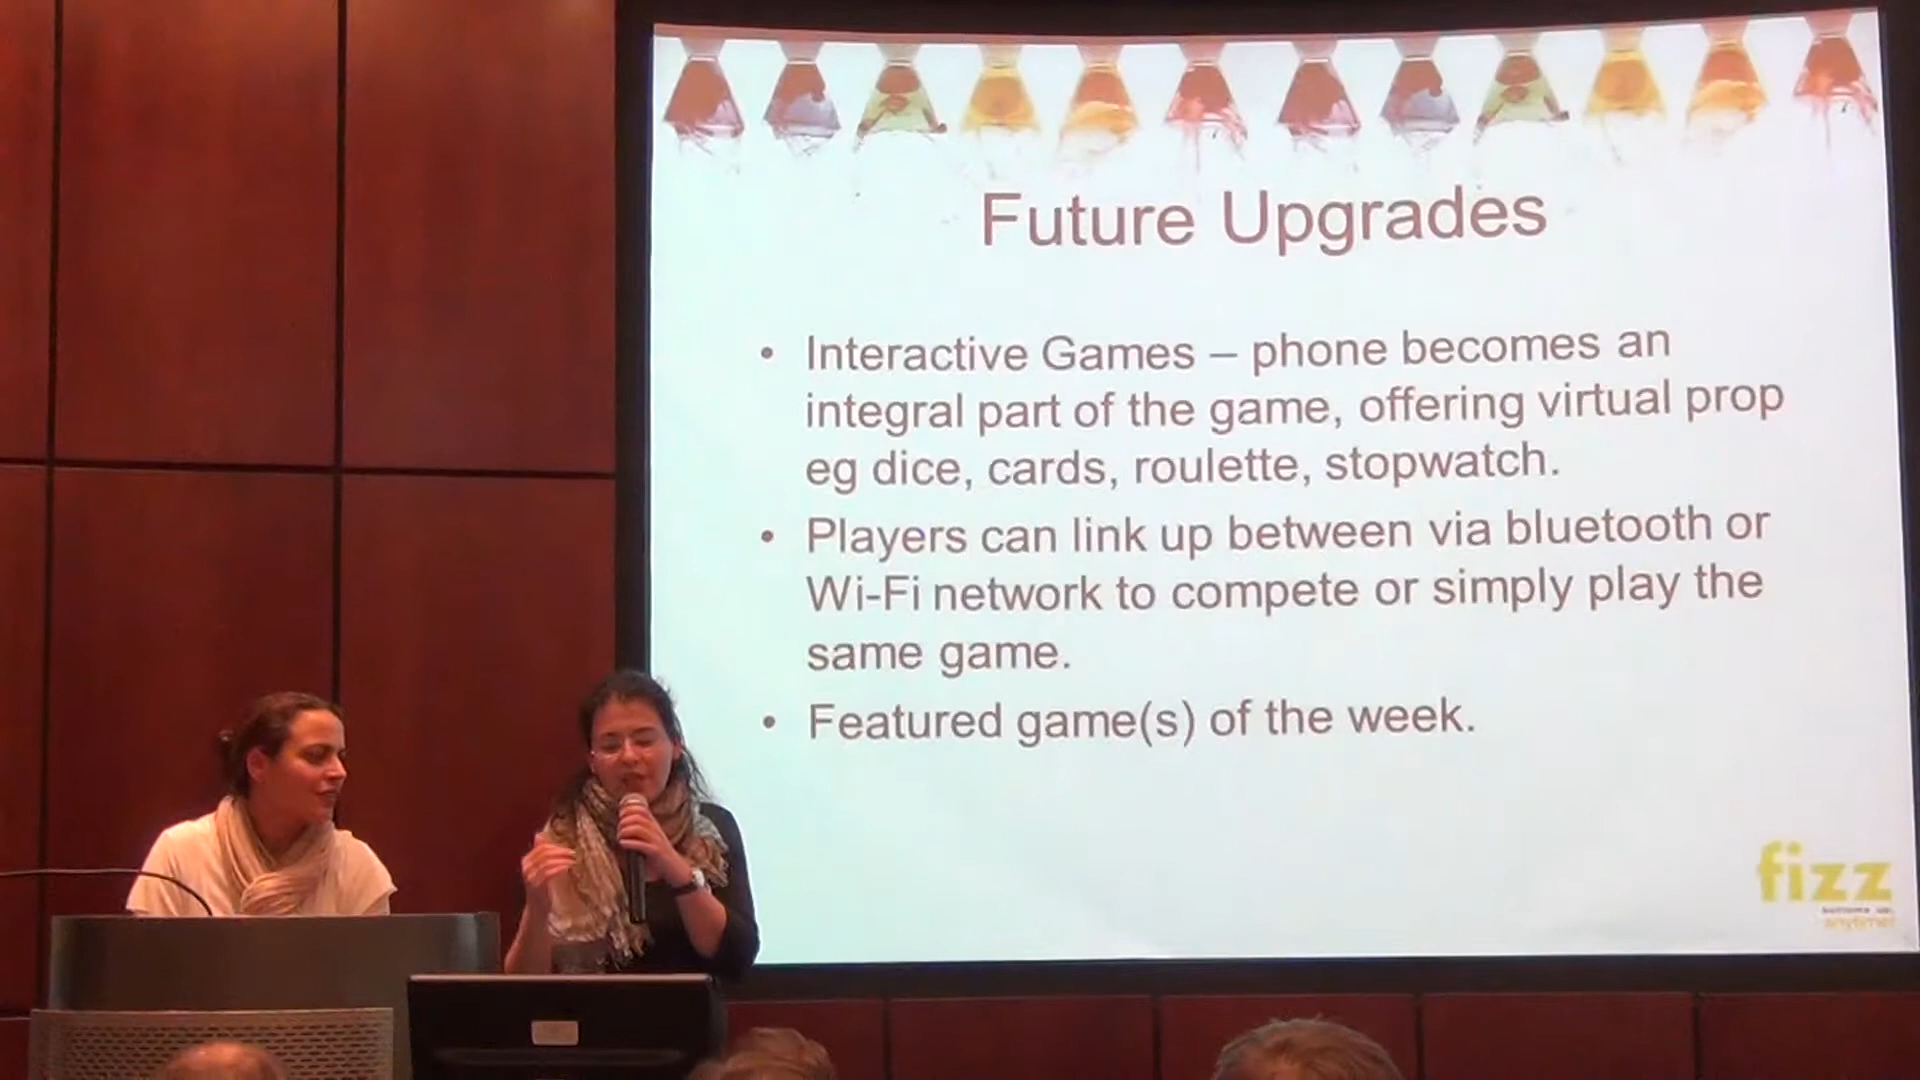 Future Upgrades
• Interactive Games – phone becomes an
integral part of the game, offering virtual prop
eg dice, cards, roulette, stopwatch.
• Players can link up between via bluetooth or
Wi-Fi network to compete or simply play the
same game.
• Featured game(s) of the week.
fizz
anytime!